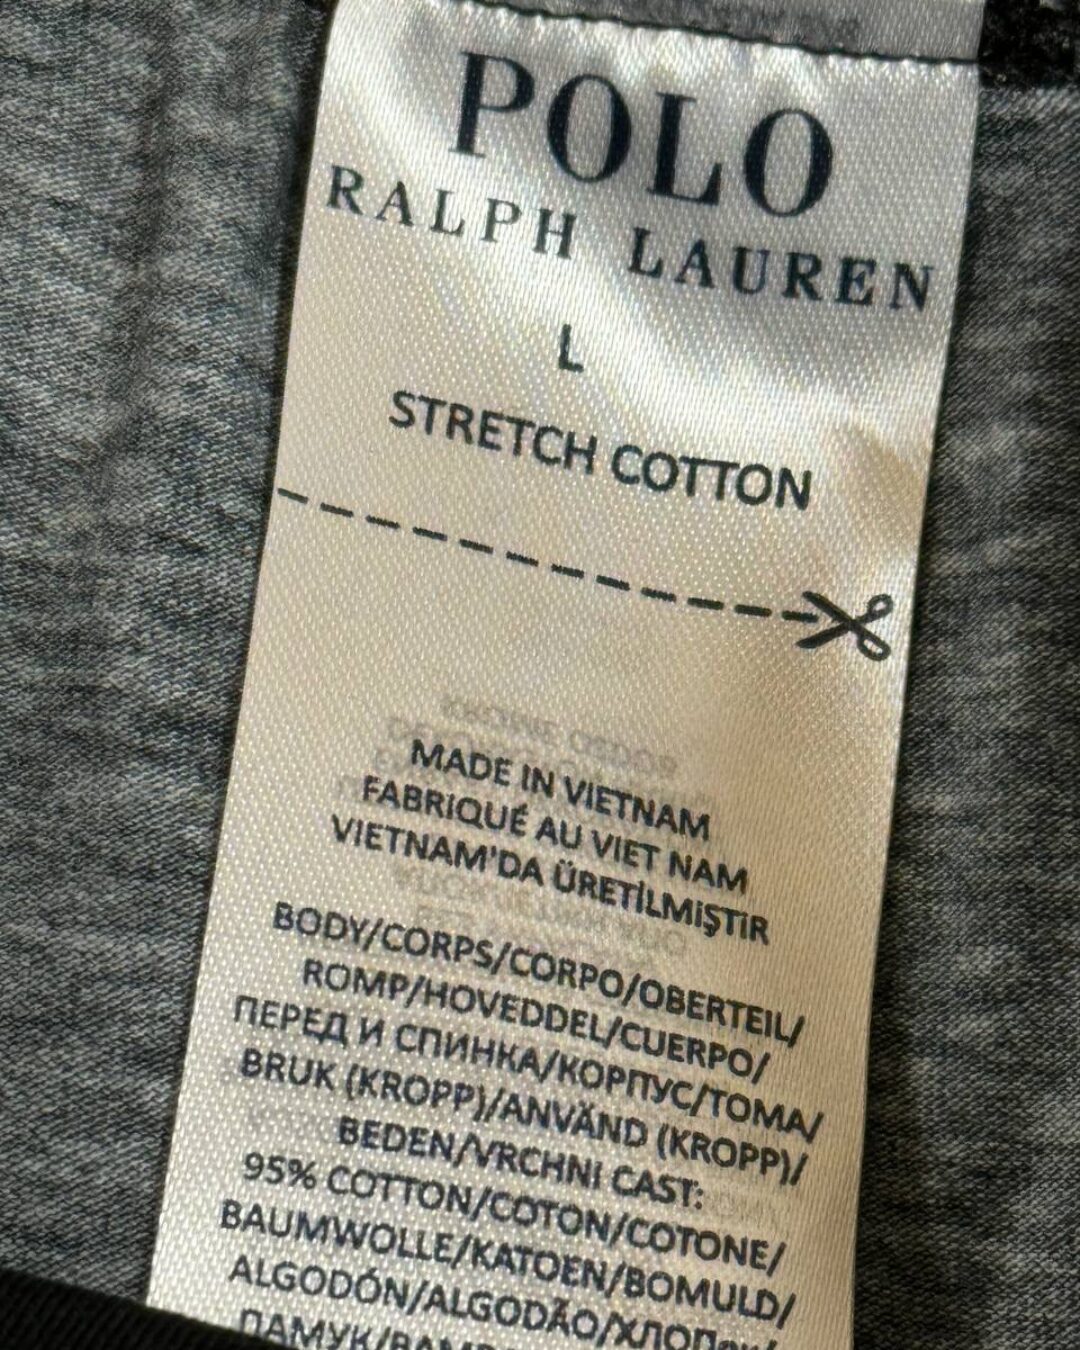 POLO
RALPH LAUREN
L
STRETCH COTTON
MADE IN VIETNAM
FABRIQUÉ AU VIET NAM
VIETNAM'DA ÜRETİLMİŞTİR
BODY/CORPS/CORPO/OBERTEIL/
ROMP/HOVEDDEL/CUERPO/
ПЕРЕД И СПИНКА/КОРПУС/TOMA/
BRUK (KROPP)/ANVÄND (KROPP)/
BEDEN/VRCHNI CAST:
95% COTTON/COTON/COTONE/
BAUMWOLLE/KATOEN/BOMULD/
ALGODÓN/ALGODÃO/ХЛОПОК/
ПАМУК/